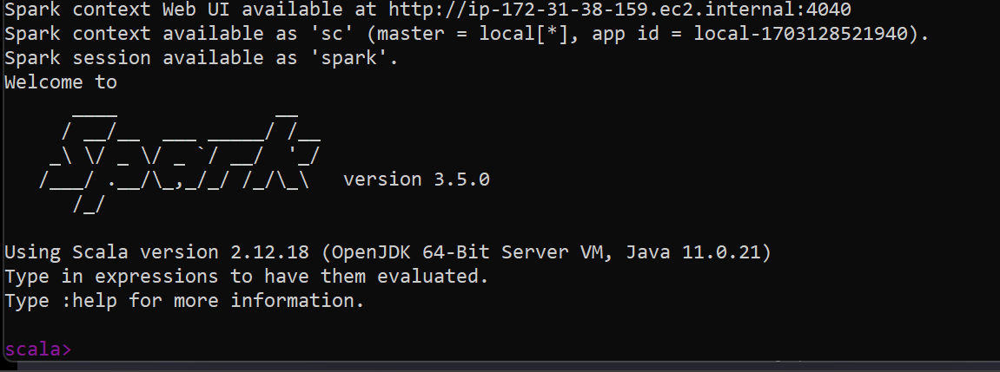 Spark context Web UI available at http://ip-172-31-38-159.ec2.internal:4040
Spark context available as 'sc' (master = local[*], app id = local-1703128521940).
Spark session available as 'spark'.
Welcome to
      ____              __
     / __/__  ___ _____/ /__
    _\ \/ _ \/ _ `/ __/  '_/
   /___/ .__/\_,_/_/ /_/\_\   version 3.5.0
      /_/
Using Scala version 2.12.18 (OpenJDK 64-Bit Server VM, Java 11.0.21)
Type in expressions to have them evaluated.
Type :help for more information.
scala>